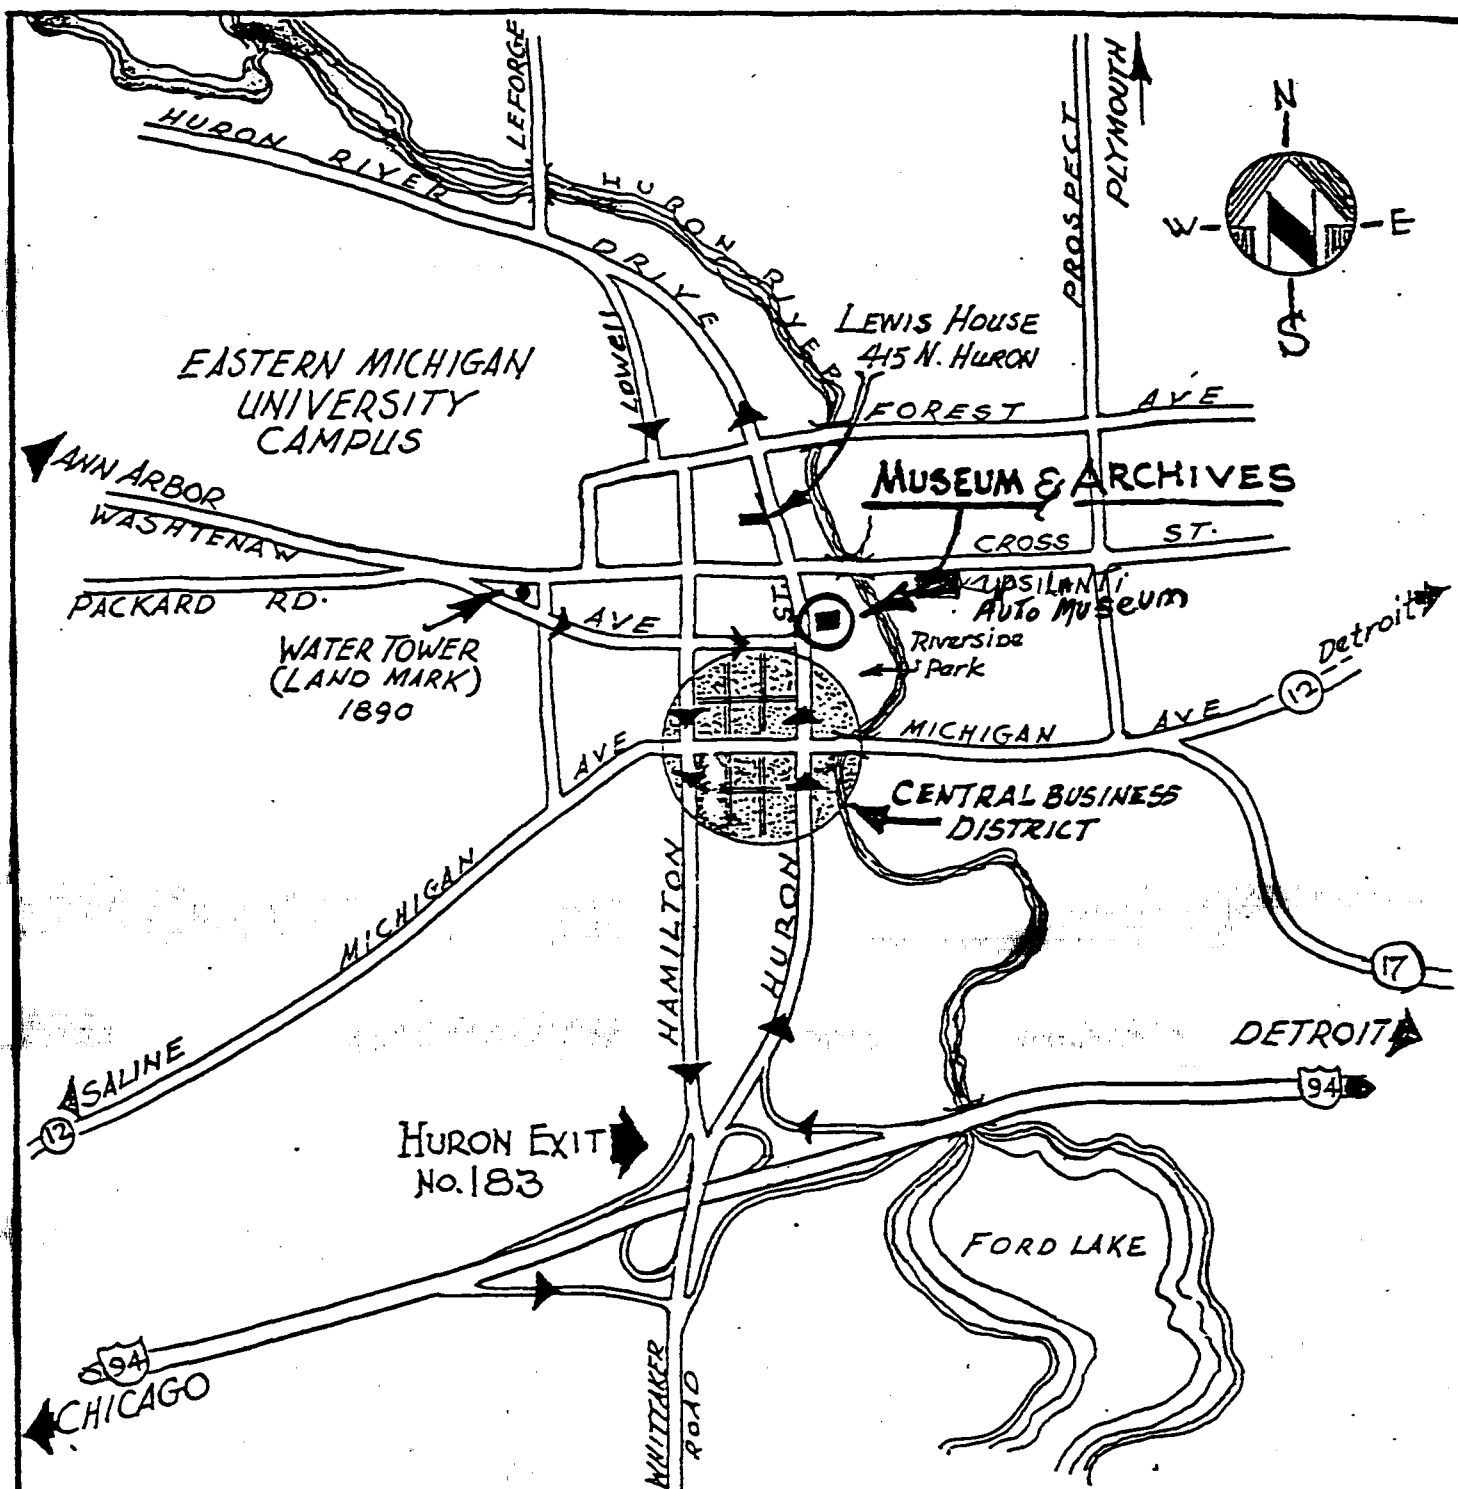 LEFORGE
PLYMOUTH
N
HURON RIVER DRIVE
HURON RIVER
PROSPECT
W
E
S
LEWIS HOUSE
415 N. HURON
LOWELL
EASTERN MICHIGAN
UNIVERSITY
CAMPUS
FOREST AVE
ANN ARBOR
MUSEUM & ARCHIVES
WASHTENAW AVE
CROSS ST.
PACKARD RD.
YPSILANTI
AUTO MUSEUM
ST.
WATER TOWER
(LAND MARK)
1890
Riverside
Park
Detroit
12
MICHIGAN AVE
MICHIGAN AVE
CENTRAL BUSINESS
DISTRICT
HAMILTON
HURON
17
DETROIT
SALINE
12
94
HURON EXIT
No. 183
FORD LAKE
94
CHICAGO
WHITTAKER
ROAD